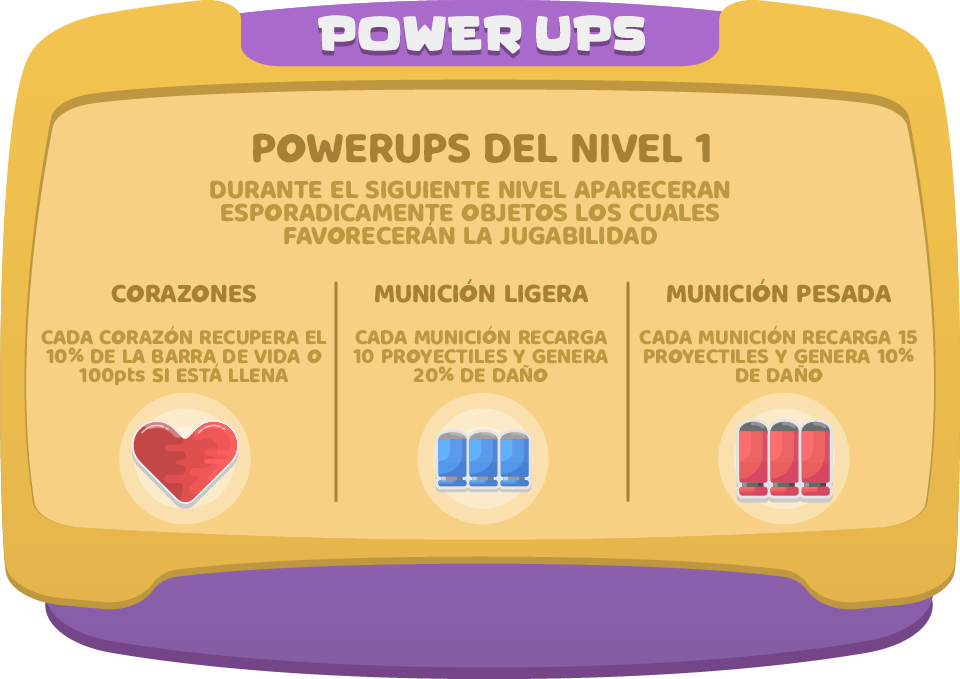 POWER UPS
POWERUPS DEL NIVEL 1
DURANTE EL SIGUIENTE NIVEL APARECERAN
ESPORADICAMENTE OBJETOS LOS CUALES
FAVORECERÁN LA JUGABILIDAD
CORAZONES
CADA CORAZÓN RECUPERA EL
10% DE LA BARRA DE VIDA O
100pts SI ESTÁ LLENA
MUNICIÓN LIGERA
CADA MUNICIÓN RECARGA
10 PROYECTILES Y GENERA
20% DE DAÑO
MUNICIÓN PESADA
CADA MUNICIÓN RECARGA 15
PROYECTILES Y GENERA 10%
DE DAÑO